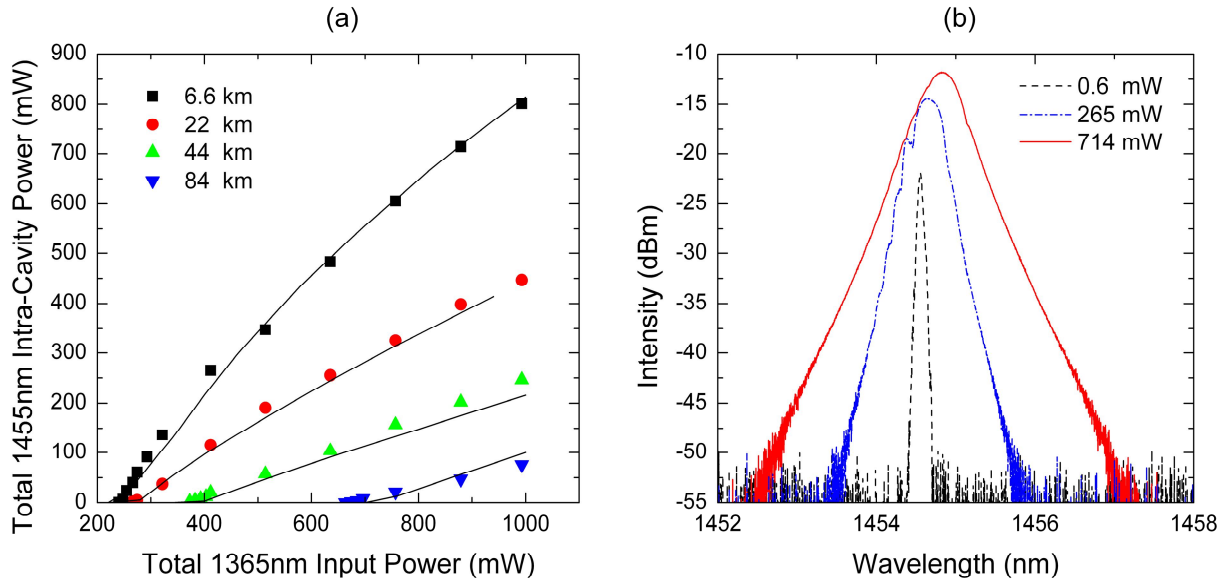 (a)
900
800
700
600
500
400
300
200
100
0
200
400
600
800
1000
Total 1455nm Intra-Cavity Power (mW)
Total 1365nm Input Power (mW)
6.6 km
22 km
44 km
84 km
(b)
-10
-15
-20
-25
-30
-35
-40
-45
-50
-55
1452
1454
1456
1458
Intensity (dBm)
Wavelength (nm)
0.6 mW
265 mW
714 mW